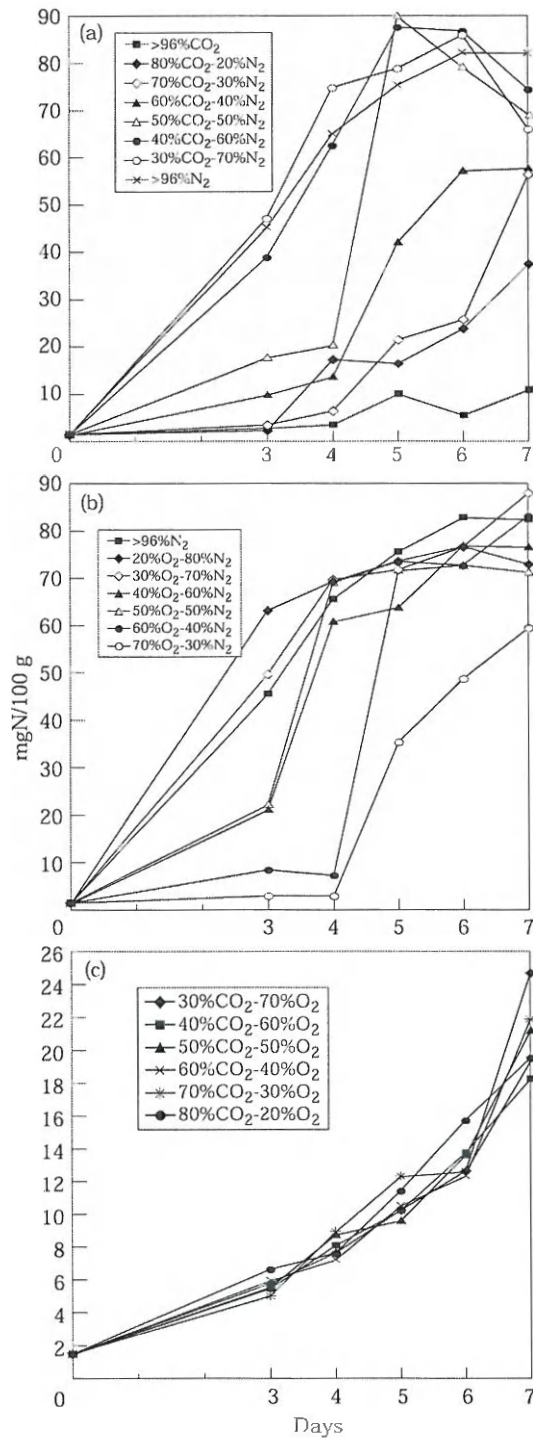 (a)
90
80
70
60
50
40
30
20
10
0
>96%CO₂
80%CO₂-20%N₂
70%CO₂-30%N₂
60%CO₂-40%N₂
50%CO₂-50%N₂
40%CO₂-60%N₂
30%CO₂-70%N₂
>96%N₂
3 4 5 6 7
(b)
90
80
70
60
50
40
30
20
10
0
mgN/100 g
>96%N₂
20%O₂-80%N₂
30%O₂-70%N₂
40%O₂-60%N₂
50%O₂-50%N₂
60%O₂-40%N₂
70%O₂-30%N₂
3 4 5 6 7
(c)
26
24
22
20
18
16
14
12
10
8
6
4
2
0
30%CO₂-70%O₂
40%CO₂-60%O₂
50%CO₂-50%O₂
60%CO₂-40%O₂
70%CO₂-30%O₂
80%CO₂-20%O₂
3 4 5 6 7
Days